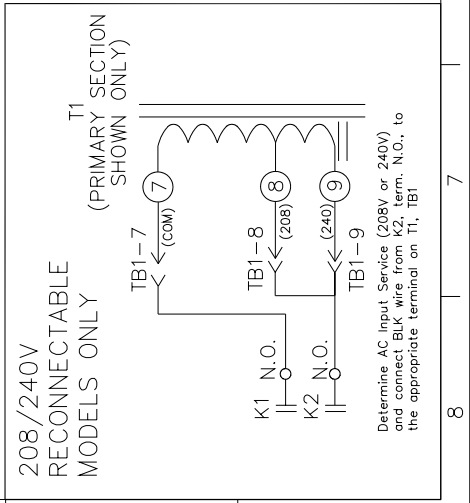 208/240V
RECONNECTABLE
MODELS ONLY
T1
(PRIMARY SECTION
SHOWN ONLY)
TB1-7
7
(COM)
TB1-8
8
(208)
TB1-9
9
(240)
K1
N.O.
K2
N.O.
Determine AC Input Service (208V or 240V)
and connect BLK wire from K2, term. N.O., to
the appropriate terminal on T1, TB1
8
7